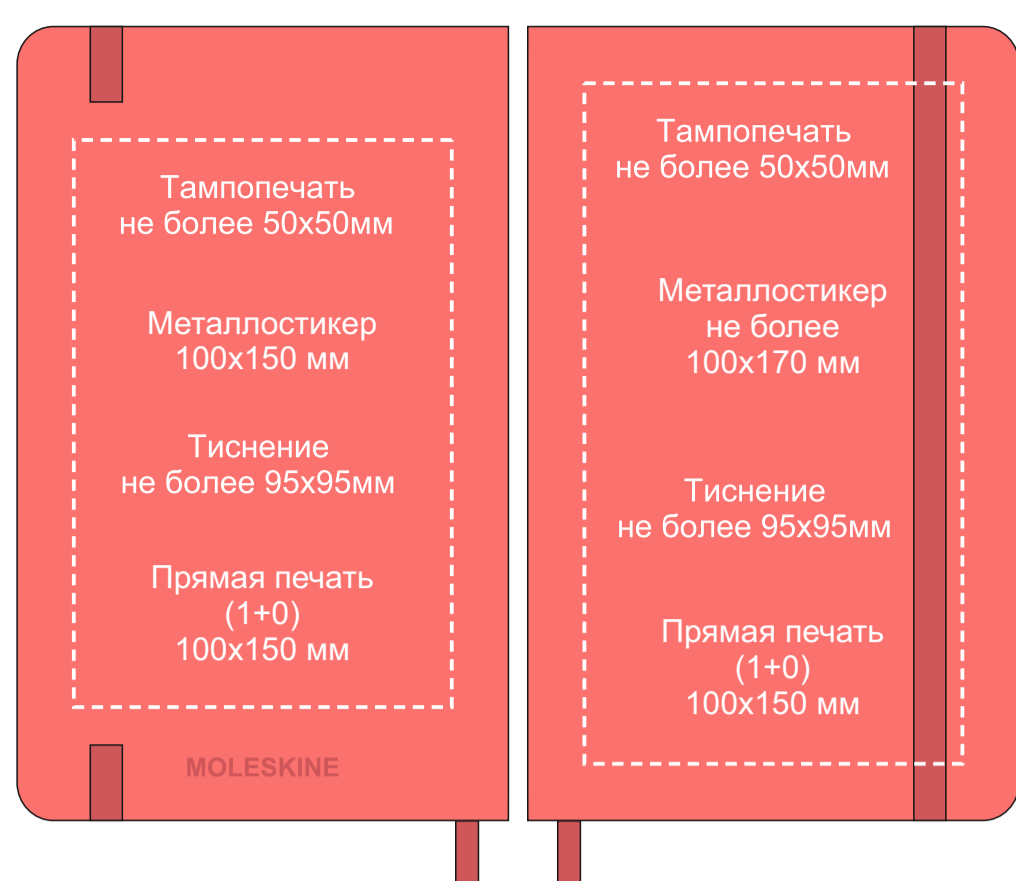 Тампопечать
не более 50х50мм
Металлостикер
100х150 мм
Тиснение
не более 95х95мм
Прямая печать
(1+0)
100х150 мм
MOLESKINE
Тампопечать
не более 50х50мм
Металлостикер
не более
100х170 мм
Тиснение
не более 95х95мм
Прямая печать
(1+0)
100х150 мм